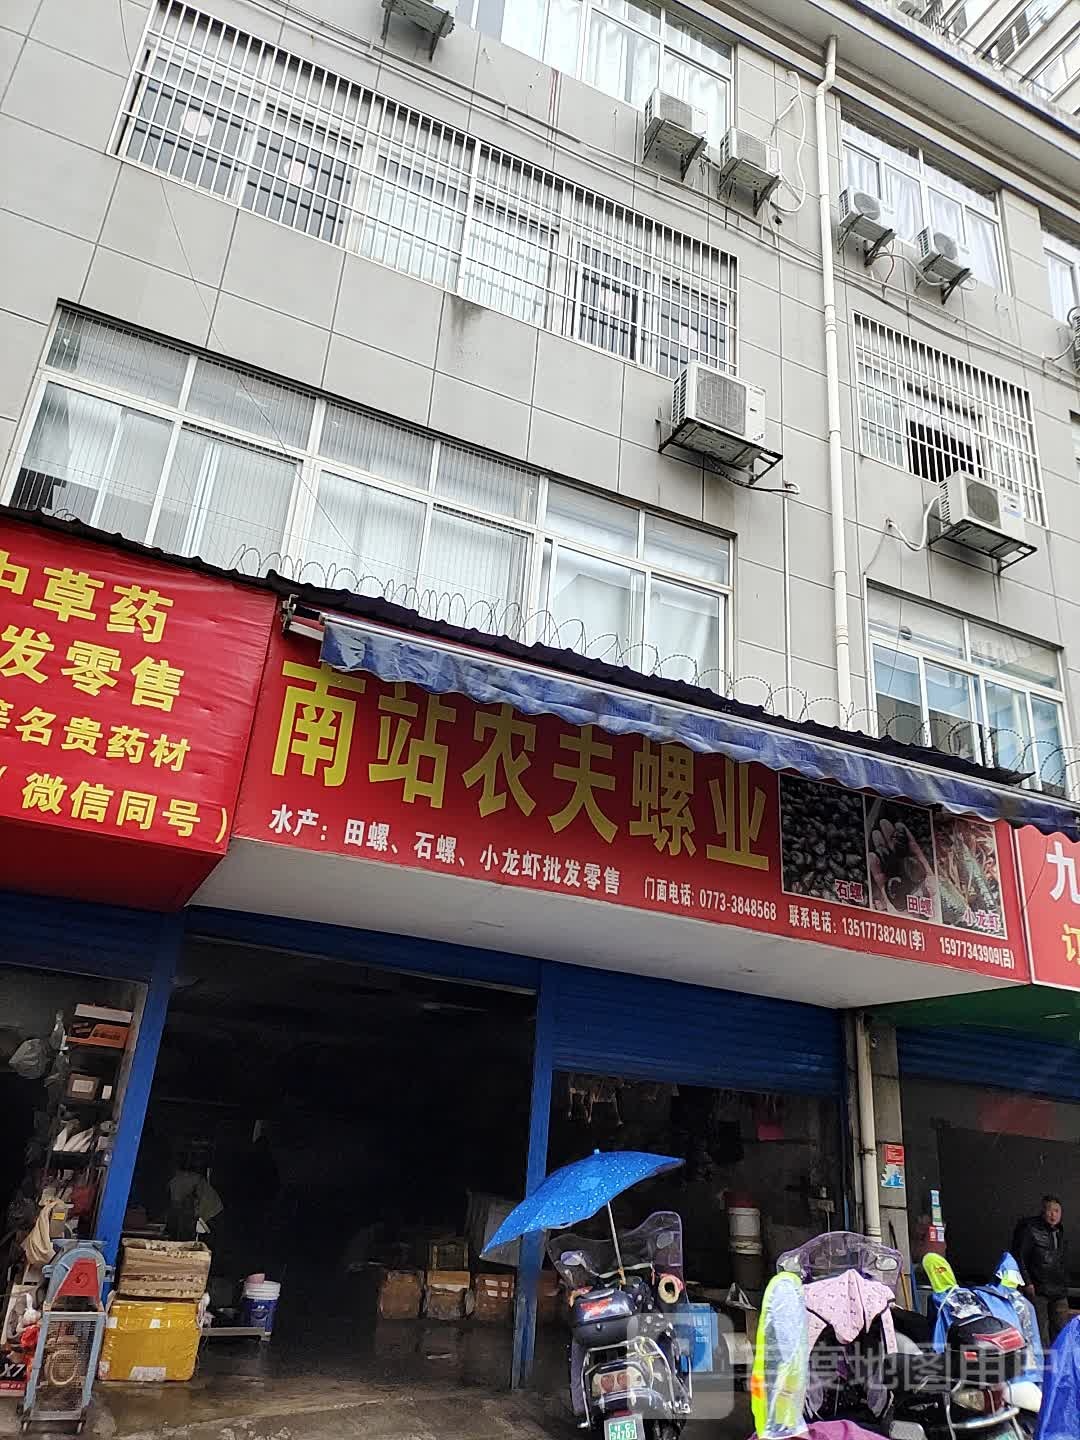 中草药
发零售
等名贵药材
微信同号）
南站农夫螺业
水产：田螺、石螺、小龙虾批发零售
门面电话：0773-3848568
联系电话：13517738240(李) 15977343909(吕)
石螺
田螺
小龙虾
九
X7
百度地图用户